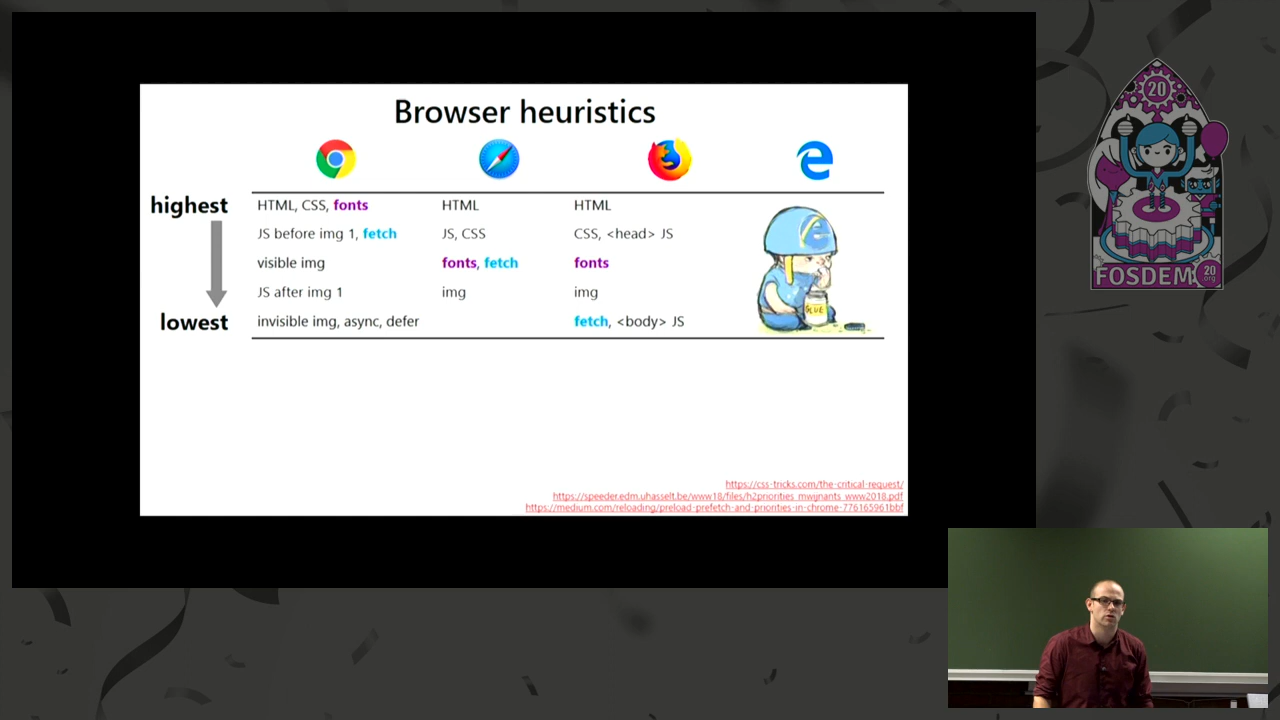 Browser heuristics
highest
HTML, CSS, fonts
HTML
HTML
JS before img 1, fetch
JS, CSS
CSS, <head> JS
visible img
fonts, fetch
fonts
JS after img 1
img
img
lowest
invisible img, async, defer
fetch, <body> JS
GLUE
https://css-tricks.com/the-critical-request/
https://speeder.edm.uhasselt.be/www18/files/h2priorities_mwijnants_www2018.pdf
https://medium.com/reloading/preload-prefetch-and-priorities-in-chrome-776165961bbf
20
FOSDEM
20
.org